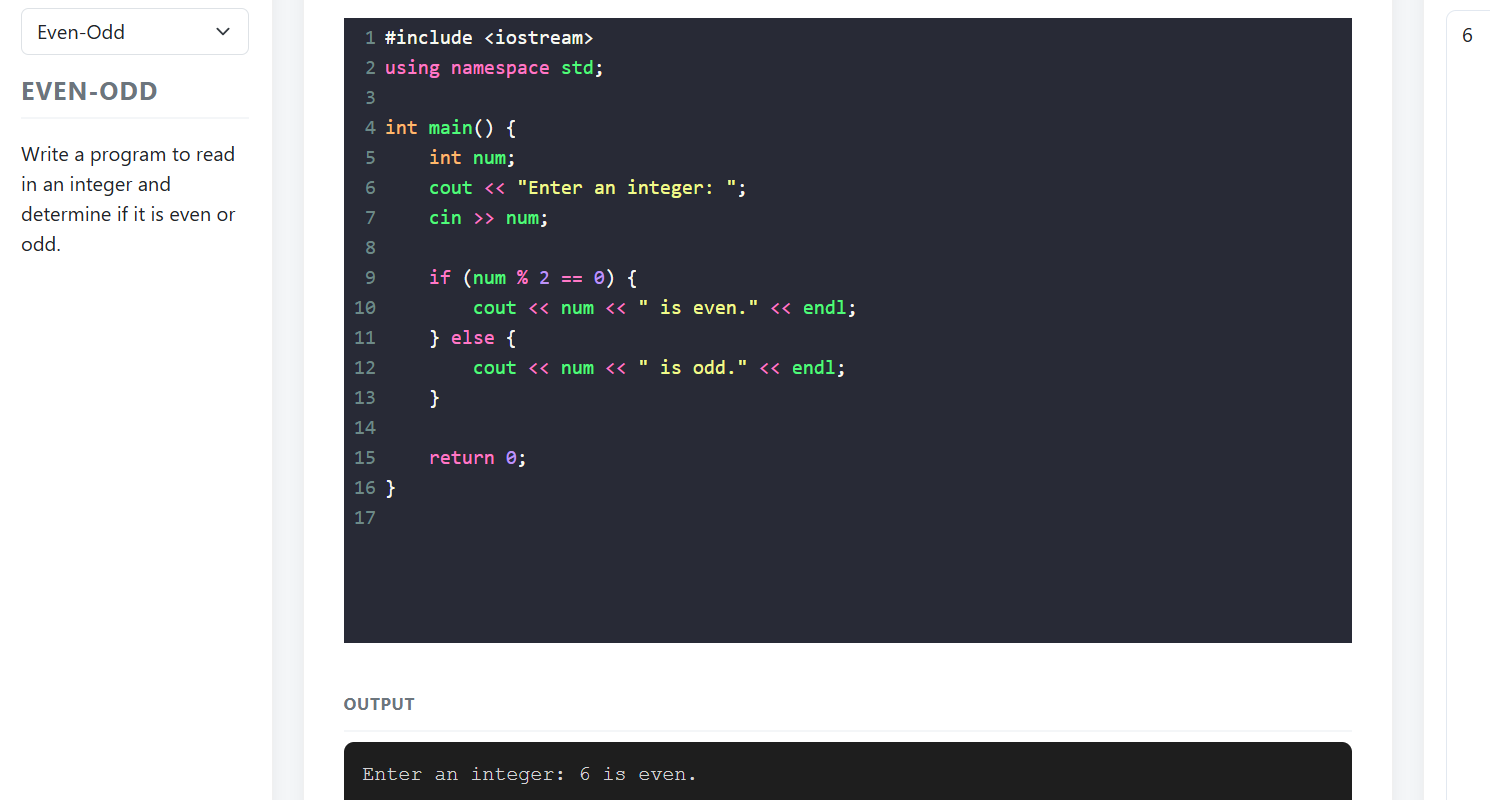 Even-Odd
EVEN-ODD
Write a program to read
in an integer and
determine if it is even or
odd.
1 #include <iostream>
2 using namespace std;
3
4 int main() {
5     int num;
6     cout << "Enter an integer: ";
7     cin >> num;
8
9     if (num % 2 == 0) {
10         cout << num << " is even." << endl;
11     } else {
12         cout << num << " is odd." << endl;
13     }
14
15     return 0;
16 }
17
OUTPUT
Enter an integer: 6 is even.
6